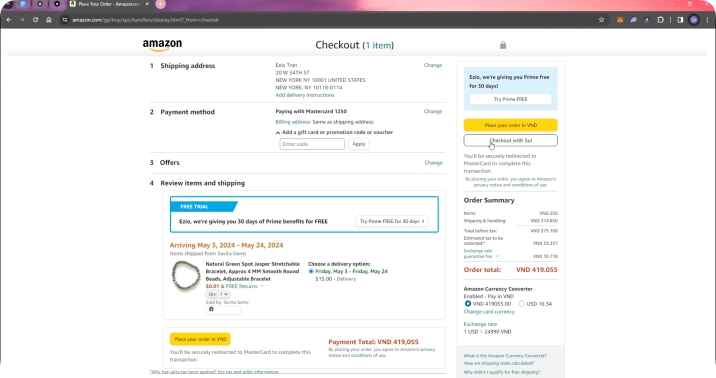 Place Your Order - Amazon.com
amazon.com/gp/buy/spc/handlers/display.html?_from=cheetah
amazon
Checkout (1 item)
1 Shipping address
Ezio Tran
20 W 34TH ST
NEW YORK NY 10001 UNITED STATES
NEW YORK, NY 10118-0114
Add delivery instructions
Change
2 Payment method
Paying with Mastercard 1250
Change
Billing address: Same as shipping address.
Add a gift card or promotion code or voucher
Enter code
Apply
3 Offers
Change
4 Review items and shipping
FREE TRIAL
Ezio, we're giving you 30 days of Prime benefits for FREE
Try Prime FREE for 30 days
Arriving May 3, 2024 - May 24, 2024
Items shipped from Savita Gems
Natural Green Spot Jasper Stretchable
Bracelet, Approx 4 MM Smooth Round
Beads, Adjustable Bracelet
$0.01 & FREE Returns
Qty: 1
Sold by: Savita Gems
Choose a delivery option:
Friday, May 3 - Friday, May 24
$15.00 - Delivery
Place your order in VND
You'll be securely redirected to MasterCard to complete this
transaction.
Payment Total: VND 419,055
By placing your order, you agree to Amazon's privacy
notice and conditions of use.
*Why has sales tax been applied? See tax and seller information.
Ezio, we're giving you Prime free
for 30 days!
Try Prime FREE
Place your order in VND
Checkout with Sui
You'll be securely redirected to
MasterCard to complete this
transaction.
By placing your order, you agree to Amazon's
privacy notice and conditions of use.
Order Summary
Items: VND 250
Shipping & handling: VND 374.850
Total before tax: VND 375.100
Estimated tax to be
collected:* VND 33.237
Exchange rate
guarantee fee: VND 10.718
Order total: VND 419.055
Amazon Currency Converter
Enabled - Pay in VND
VND 419055.00 USD 16.34
Change card currency
Exchange rate
1 USD = 24990 VND
What is the Amazon Currency Converter?
How are shipping costs calculated?
Why didn't I qualify for free shipping?